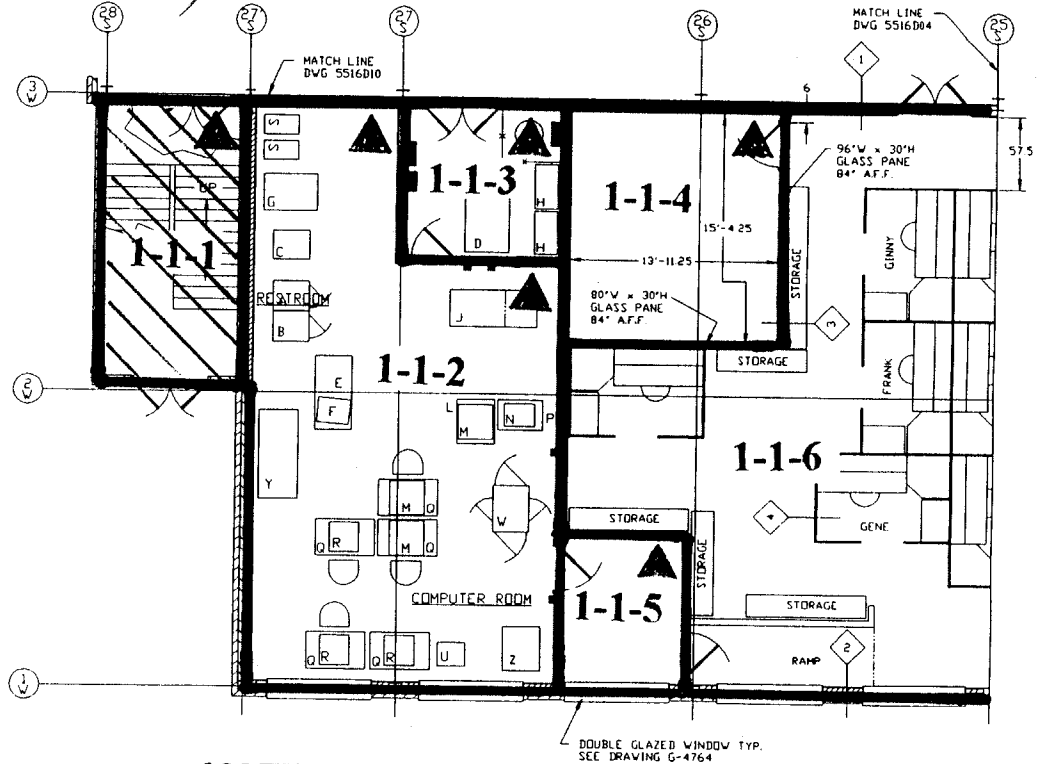 28
S
27
S
27
S
26
S
25
S
MATCH LINE
DWG 5516D04
MATCH LINE
DWG 5516D10
3
W
1
6
57.5
96"W x 30"H
GLASS PANE
84" A.F.F.
S
S
G
C
UP
1-1-1
RESTROOM
A
B
1-1-3
D
H
H
1-1-4
15'-4.25
13'-11.25
STORAGE
GINNY
J
80"W x 30"H
GLASS PANE
84" A.F.F.
3
STORAGE
FRANK
2
W
1-1-2
E
F
L
M
N
P
Y
1-1-6
M
Q
W
4
GENE
STORAGE
STORAGE
Q
R
M
Q
COMPUTER ROOM
1-1-5
STORAGE
Q
R
Q
R
U
Z
RAMP
2
1
W
DOUBLE GLAZED WINDOW TYP.
SEE DRAWING G-4764